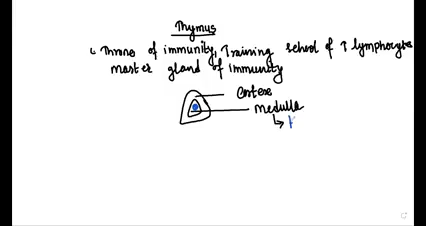 Thymus
↳ Throne of immunity, Training school of T lymphocytes
master gland of immunity
Cortex
medulla
↳ H